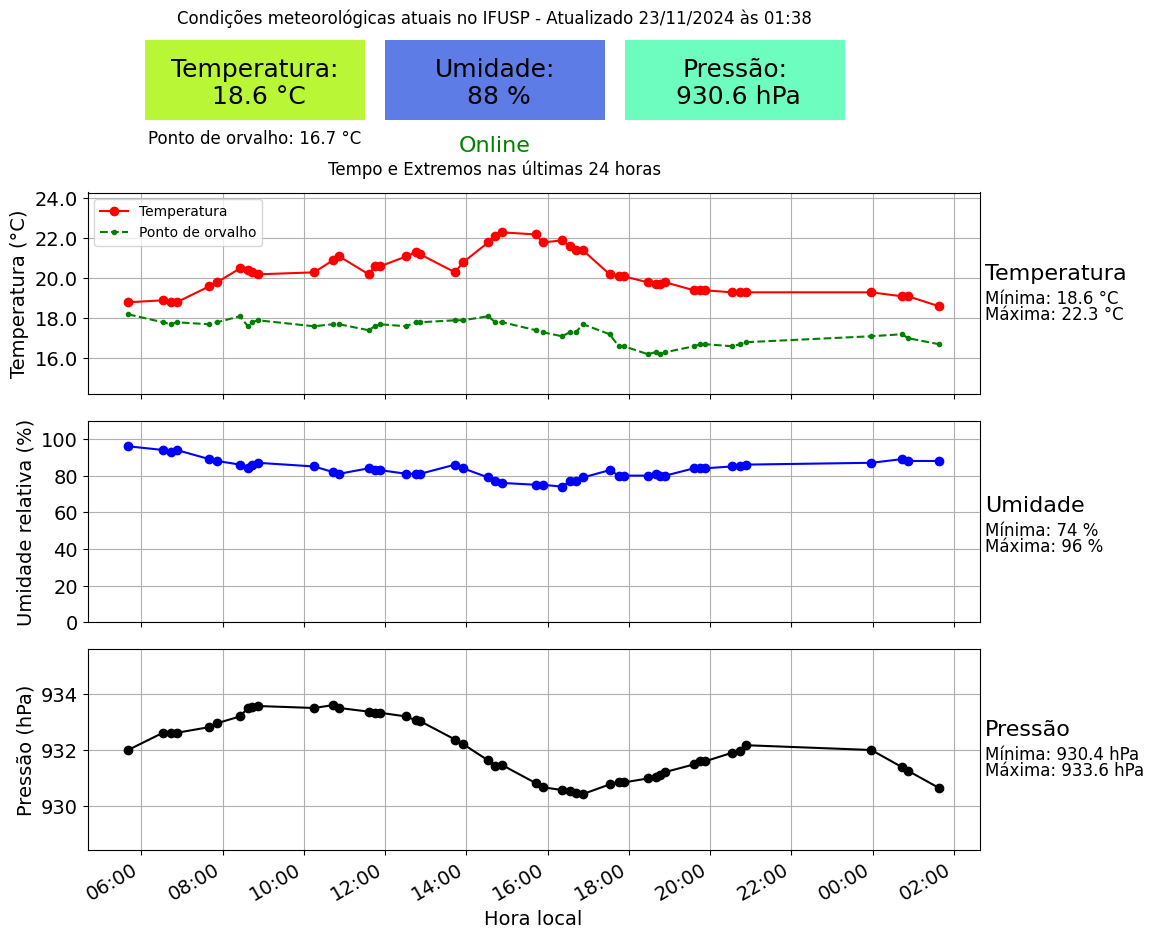 Condições meteorológicas atuais no IFUSP - Atualizado 23/11/2024 às 01:38
Temperatura:
18.6 °C
Umidade:
88 %
Pressão:
930.6 hPa
Ponto de orvalho: 16.7 °C
Online
Tempo e Extremos nas últimas 24 horas
Temperatura (°C)
24.0
22.0
20.0
18.0
16.0
Temperatura
Ponto de orvalho
Temperatura
Mínima: 18.6 °C
Máxima: 22.3 °C
Umidade relativa (%)
100
80
60
40
20
0
Umidade
Mínima: 74 %
Máxima: 96 %
Pressão (hPa)
934
932
930
Pressão
Mínima: 930.4 hPa
Máxima: 933.6 hPa
06:00
08:00
10:00
12:00
14:00
16:00
18:00
20:00
22:00
00:00
02:00
Hora local